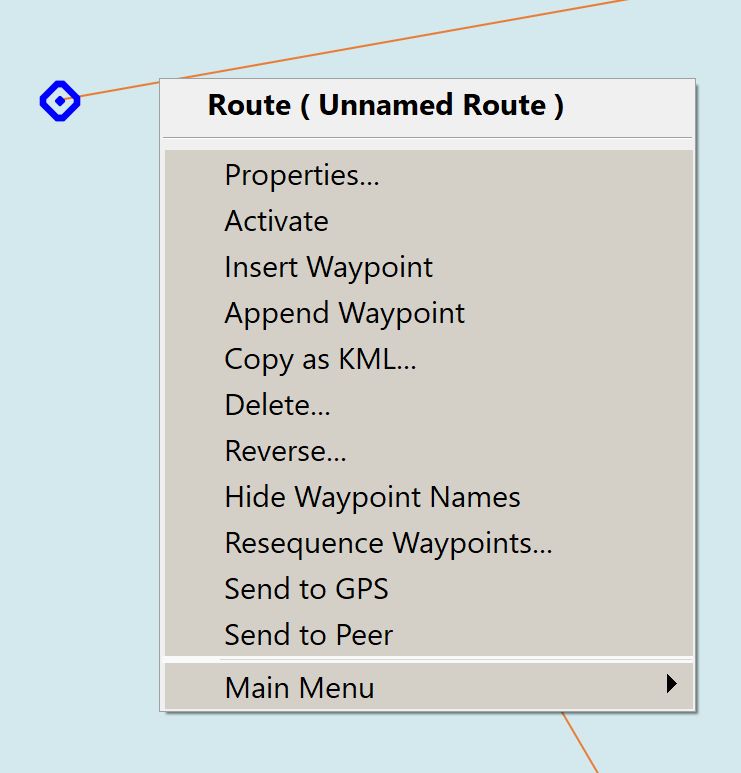 Route ( Unnamed Route )
Properties...
Activate
Insert Waypoint
Append Waypoint
Copy as KML...
Delete...
Reverse...
Hide Waypoint Names
Resequence Waypoints...
Send to GPS
Send to Peer
Main Menu